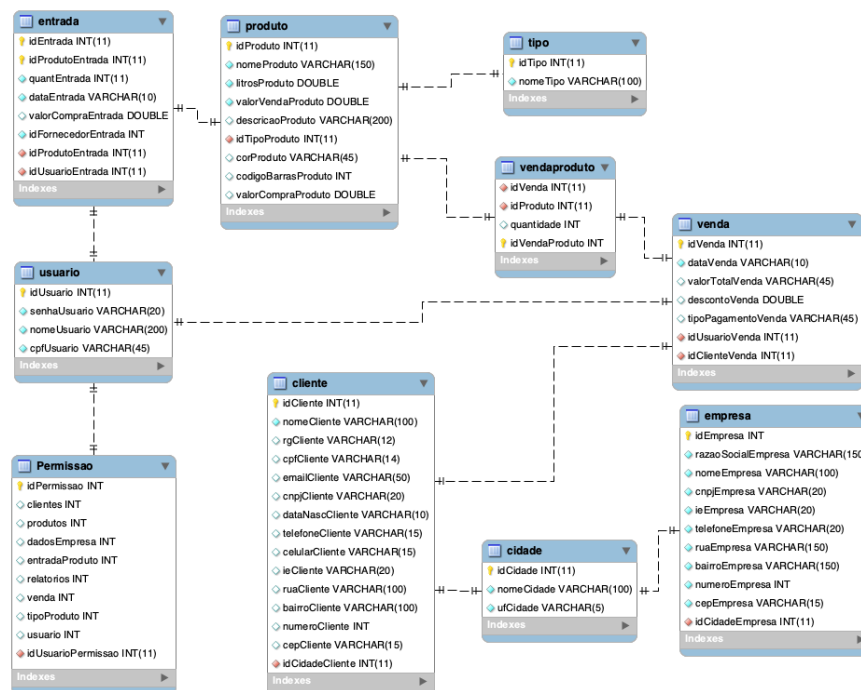 entrada
idEntrada INT(11)
idProdutoEntrada INT(11)
quantEntrada INT(11)
dataEntrada VARCHAR(10)
valorCompraEntrada DOUBLE
idFornecedorEntrada INT
idProdutoEntrada INT(11)
idUsuarioEntrada INT(11)
Indexes
produto
idProduto INT(11)
nomeProduto VARCHAR(150)
litrosProduto DOUBLE
valorVendaProduto DOUBLE
descricaoProduto VARCHAR(200)
idTipoProduto INT(11)
corProduto VARCHAR(45)
codigoBarrasProduto INT
valorCompraProduto DOUBLE
Indexes
tipo
idTipo INT(11)
nomeTipo VARCHAR(100)
Indexes
vendaproduto
idVenda INT(11)
idProduto INT(11)
quantidade INT
idVendaProduto INT
Indexes
venda
idVenda INT(11)
dataVenda VARCHAR(10)
valorTotalVenda VARCHAR(45)
descontoVenda DOUBLE
tipoPagamentoVenda VARCHAR(45)
idUsuarioVenda INT(11)
idClienteVenda INT(11)
Indexes
usuario
idUsuario INT(11)
senhaUsuario VARCHAR(20)
nomeUsuario VARCHAR(200)
cpfUsuario VARCHAR(45)
Indexes
cliente
idCliente INT(11)
nomeCliente VARCHAR(100)
rgCliente VARCHAR(12)
cpfCliente VARCHAR(14)
emailCliente VARCHAR(50)
cnpjCliente VARCHAR(20)
dataNascCliente VARCHAR(10)
telefoneCliente VARCHAR(15)
celularCliente VARCHAR(15)
ieCliente VARCHAR(20)
ruaCliente VARCHAR(100)
bairroCliente VARCHAR(100)
numeroCliente INT
cepCliente VARCHAR(15)
idCidadeCliente INT(11)
Indexes
empresa
idEmpresa INT
razaoSocialEmpresa VARCHAR(150
nomeEmpresa VARCHAR(100)
cnpjEmpresa VARCHAR(20)
ieEmpresa VARCHAR(20)
telefoneEmpresa VARCHAR(20)
ruaEmpresa VARCHAR(150)
bairroEmpresa VARCHAR(150)
numeroEmpresa INT
cepEmpresa VARCHAR(15)
idCidadeEmpresa INT(11)
Indexes
Permissao
idPermissao INT
clientes INT
produtos INT
dadosEmpresa INT
entradaProduto INT
relatorios INT
venda INT
tipoProduto INT
usuario INT
idUsuarioPermissao INT(11)
Indexes
cidade
idCidade INT(11)
nomeCidade VARCHAR(100)
ufCidade VARCHAR(5)
Indexes